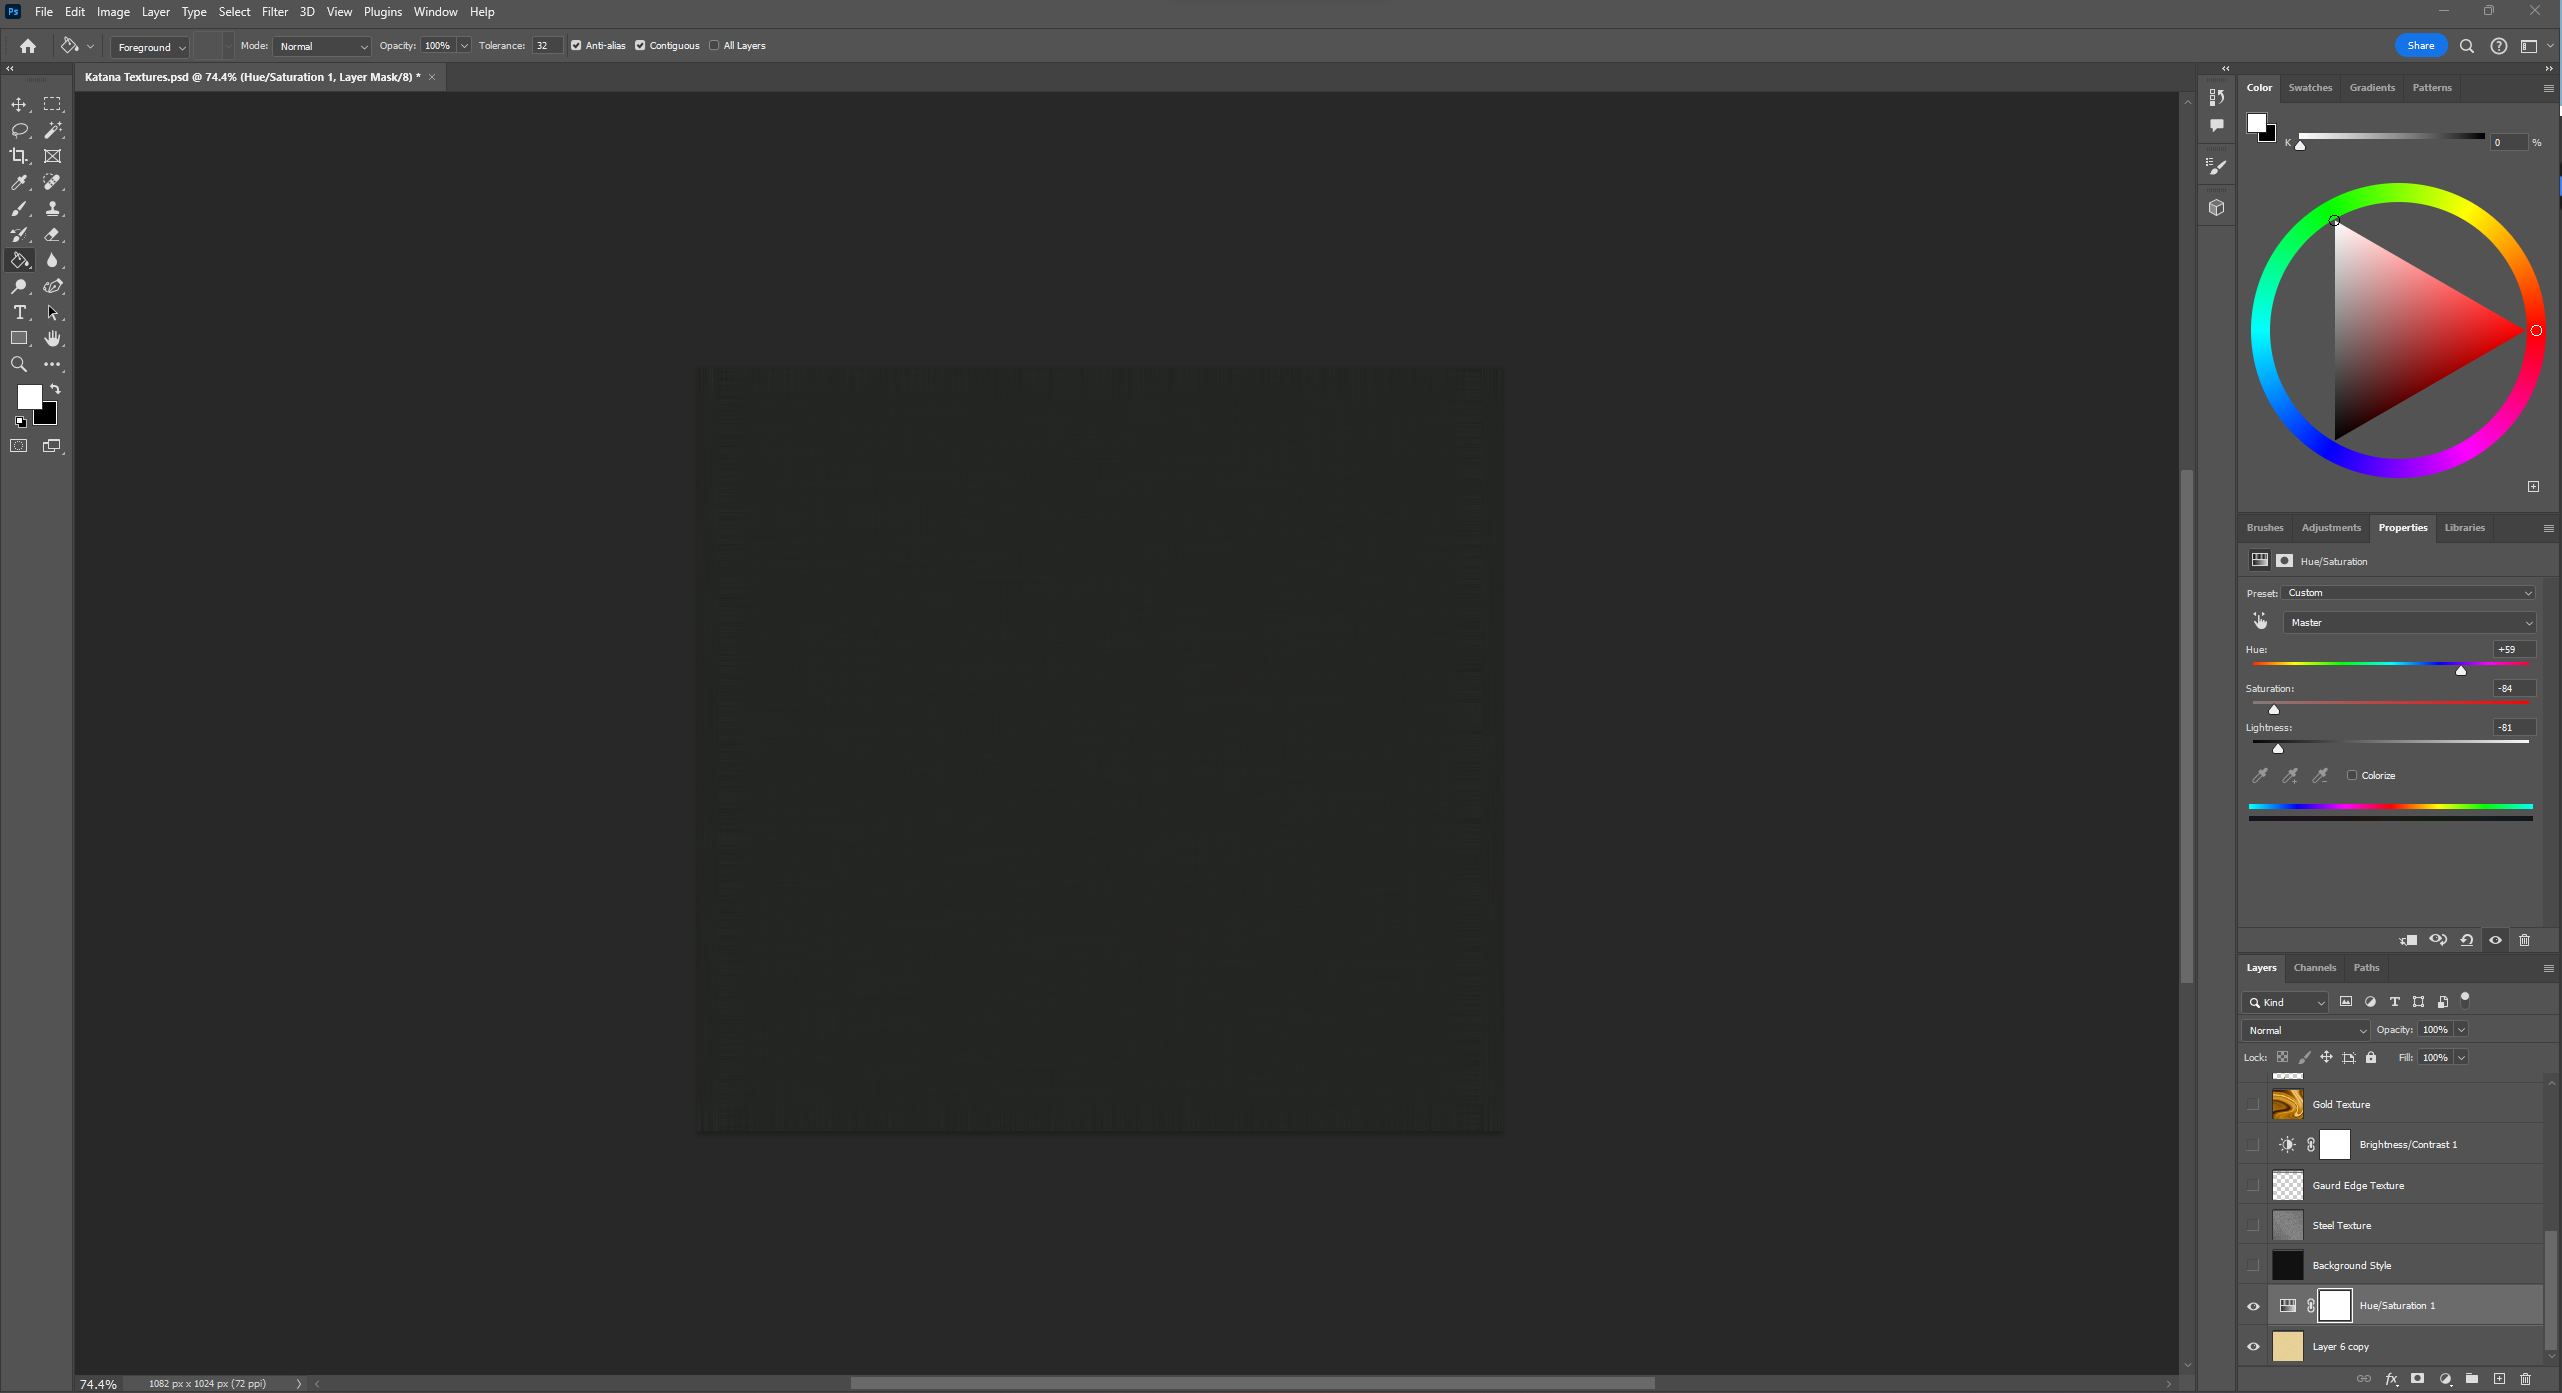 Ps File Edit Image Layer Type Select Filter 3D View Plugins Window Help
Foreground Mode: Normal Opacity: 100% Tolerance: 32 Anti-alias Contiguous All Layers Share
Katana Textures.psd @ 74.4% (Hue/Saturation 1, Layer Mask/8) *
Color Swatches Gradients Patterns
K 0 %
Brushes Adjustments Properties Libraries
Hue/Saturation
Preset: Custom
Master
Hue: +59
Saturation: -84
Lightness: -81
Colorize
Layers Channels Paths
Kind
Normal Opacity: 100%
Lock: Fill: 100%
Gold Texture
Brightness/Contrast 1
Gaurd Edge Texture
Steel Texture
Background Style
Hue/Saturation 1
Layer 6 copy
74.4% 1082 px x 1024 px (72 ppi)